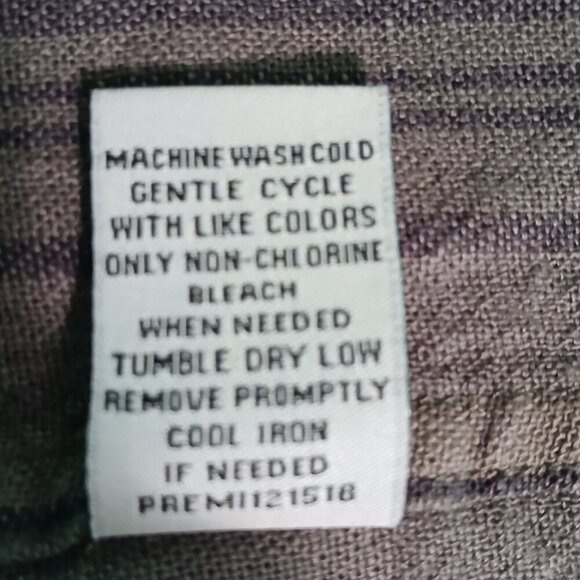 MACHINE WASH COLD
GENTLE CYCLE
WITH LIKE COLORS
ONLY NON-CHLORINE
BLEACH
WHEN NEEDED
TUMBLE DRY LOW
REMOVE PROMPTLY
COOL IRON
IF NEEDED
PREMI121518